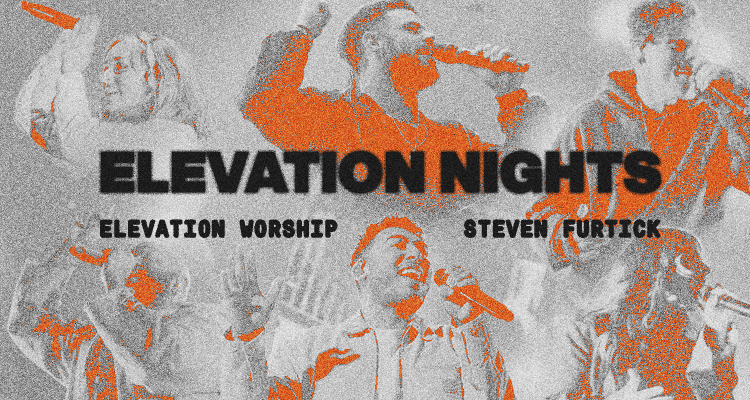 ELEVATION NIGHTS
ELEVATION WORSHIP STEVEN FURTICK